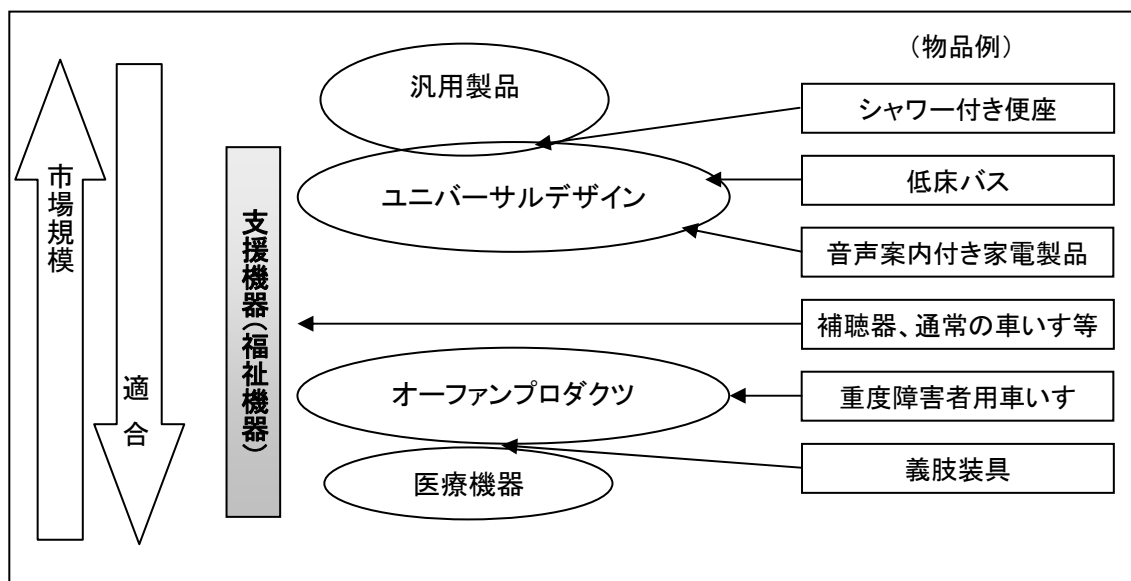 （物品例）
汎用製品
シャワー付き便座
ユニバーサルデザイン
低床バス
音声案内付き家電製品
市場規模
適合
支援機器（福祉機器）
補聴器、通常の車いす等
オーファンプロダクツ
重度障害者用車いす
医療機器
義肢装具